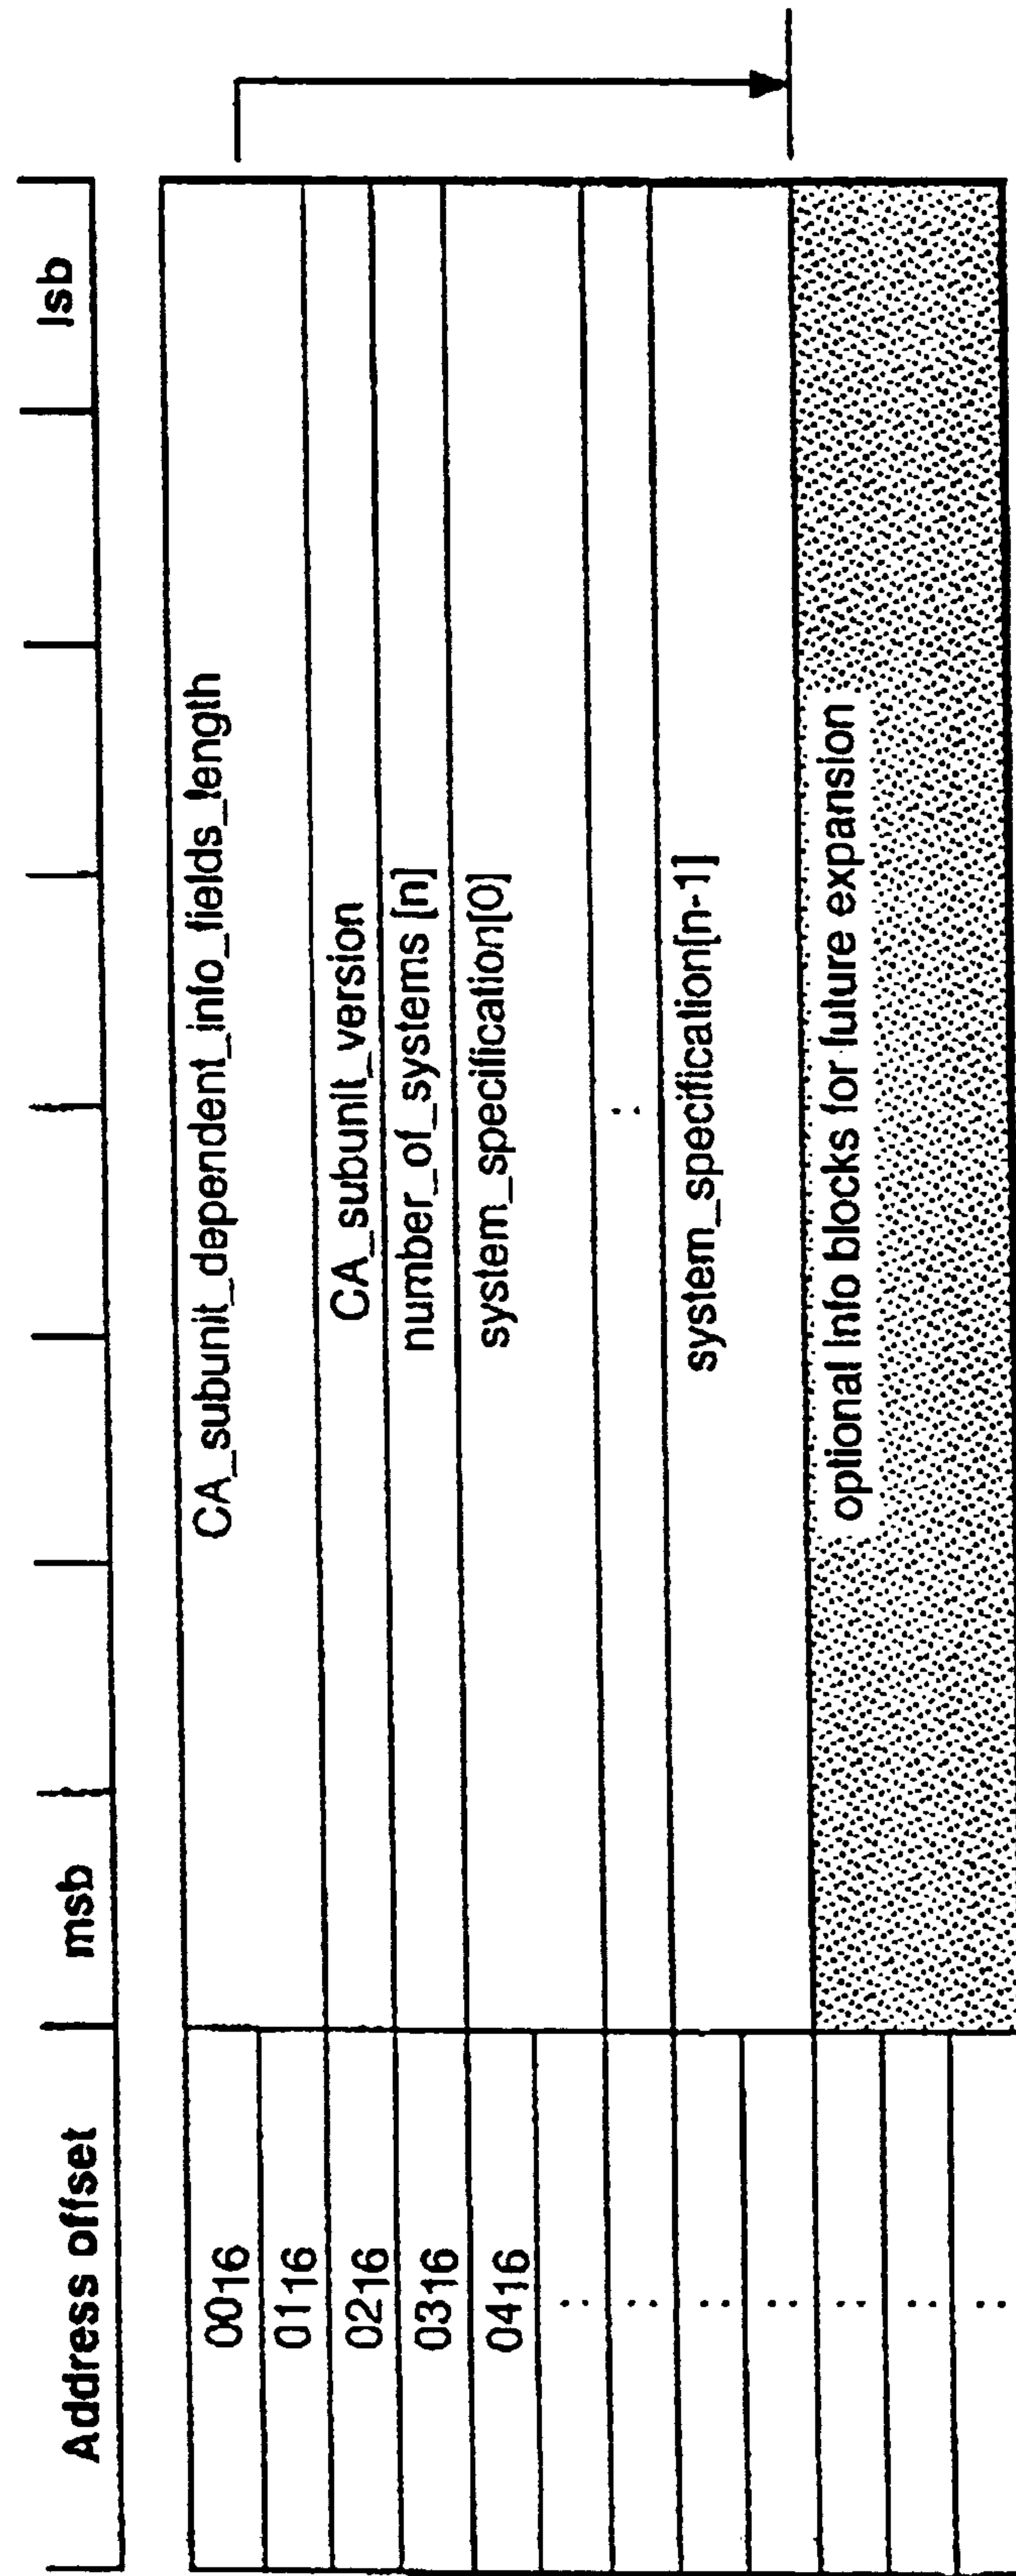 Address offset msb lsb
0016 CA_subunit_dependent_info_fields_length
0116
0216 CA_subunit_version
0316 number_of_systems [n]
0416 system_specification[0]
:
system_specification[n-1]
optional info blocks for future expansion